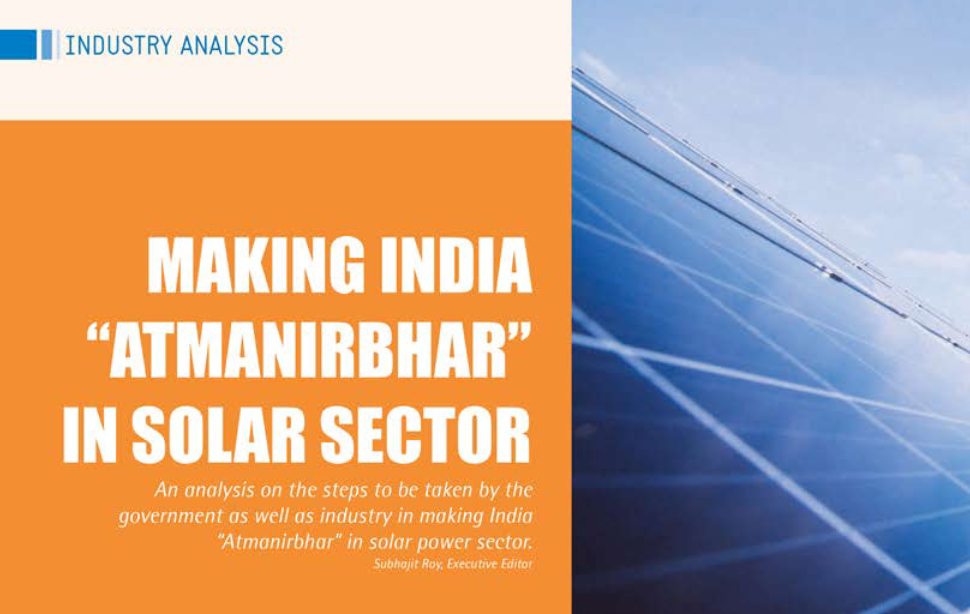 INDUSTRY ANALYSIS
MAKING INDIA
“ATMANIRBHAR”
IN SOLAR SECTOR
An analysis on the steps to be taken by the
government as well as industry in making India
“Atmanirbhar” in solar power sector.
Subhajit Roy, Executive Editor